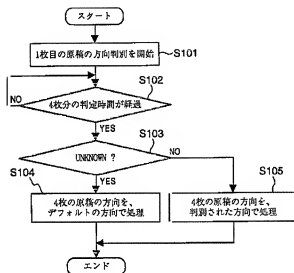 スタート
1枚目の原稿の方向判別を開始
S101
S102
4枚分の判定時間が経過
NO
YES
S103
UNKNOWN ?
NO
YES
S104
4枚の原稿の方向を、
デフォルトの方向で処理
S105
4枚の原稿の方向を、
判別された方向で処理
エンド